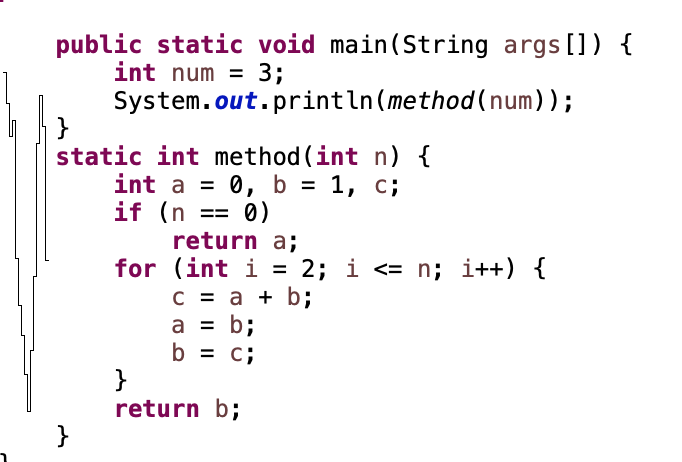 public static void main(String args[]) {
int num = 3;
System.out.println(method(num));
}
static int method(int n) {
int a = 0, b = 1, c;
if (n == 0)
return a;
for (int i = 2; i <= n; i++) {
c = a + b;
a = b;
b = c;
}
return b;
}
}